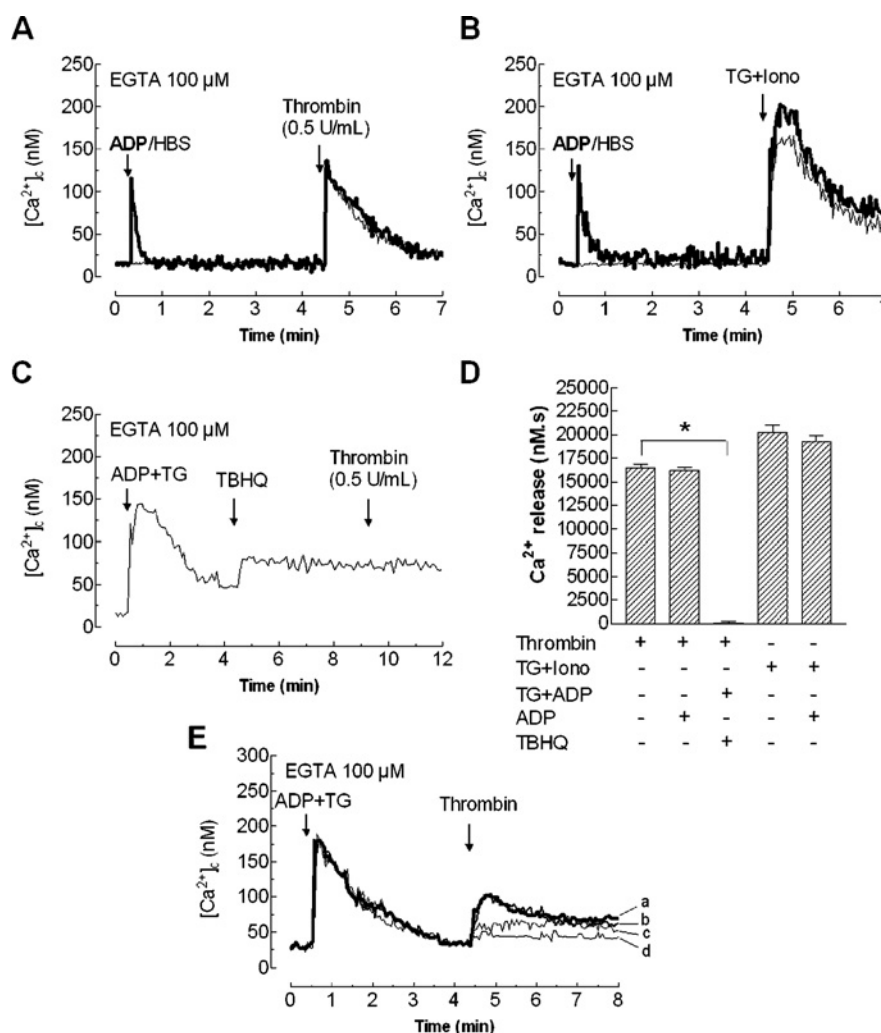 A
250
200
150
100
50
0
[Ca²⁺]c (nM)
EGTA 100 µM
ADP/HBS
Thrombin
(0.5 U/mL)
0 1 2 3 4 5 6 7
Time (min)
B
250
200
150
100
50
0
[Ca²⁺]c (nM)
EGTA 100 µM
ADP/HBS
TG+Iono
0 1 2 3 4 5 6 7
Time (min)
C
250
200
150
100
50
0
[Ca²⁺]c (nM)
EGTA 100 µM
ADP+TG
TBHQ
Thrombin
(0.5 U/mL)
0 2 4 6 8 10 12
Time (min)
D
25000
22500
20000
17500
15000
12500
10000
7500
5000
2500
0
Ca²⁺ release (nM.s)
*
Thrombin + + + - -
TG+Iono - - - + +
TG+ADP - - + - -
ADP - + - - +
TBHQ - - + - -
E
300
250
200
150
100
50
0
[Ca²⁺]c (nM)
EGTA 100 µM
ADP+TG
Thrombin
a
b
c
d
0 1 2 3 4 5 6 7 8
Time (min)